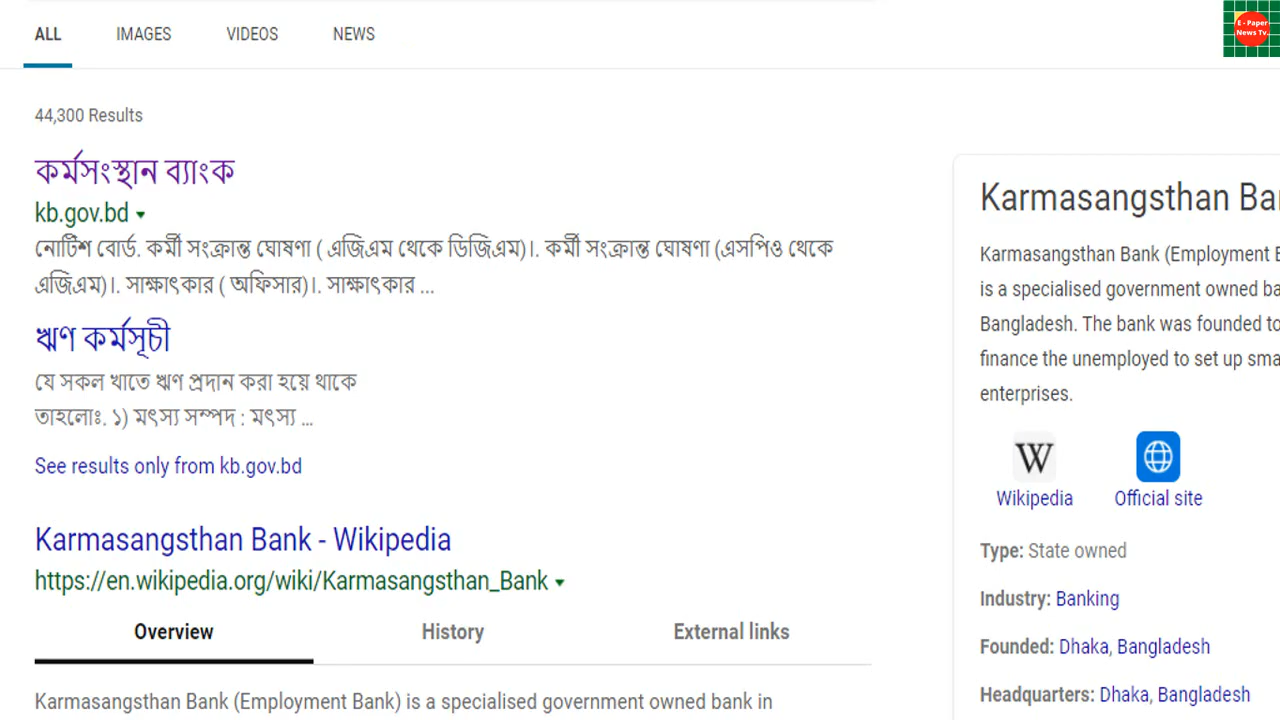 ALL IMAGES VIDEOS NEWS
E - Paper
News Tv.
44,300 Results
কর্মসংস্থান ব্যাংক
kb.gov.bd
নোটিশ বোর্ড. কর্মী সংক্রান্ত ঘোষণা ( এজিএম থেকে ডিজিএম)।. কর্মী সংক্রান্ত ঘোষণা (এসপিও থেকে
এজিএম)।. সাক্ষাৎকার ( অফিসার)।. সাক্ষাৎকার ...
ঋণ কর্মসূচী
যে সকল খাতে ঋণ প্রদান করা হয়ে থাকে
তাহলোঃ. ১) মৎস্য সম্পদ : মৎস্য ...
See results only from kb.gov.bd
Karmasangsthan Bank - Wikipedia
https://en.wikipedia.org/wiki/Karmasangsthan_Bank
Overview History External links
Karmasangsthan Bank (Employment Bank) is a specialised government owned bank in
Karmasangsthan Ba
Karmasangsthan Bank (Employment B
is a specialised government owned ba
Bangladesh. The bank was founded to
finance the unemployed to set up sma
enterprises.
W
Wikipedia Official site
Type: State owned
Industry: Banking
Founded: Dhaka, Bangladesh
Headquarters: Dhaka, Bangladesh